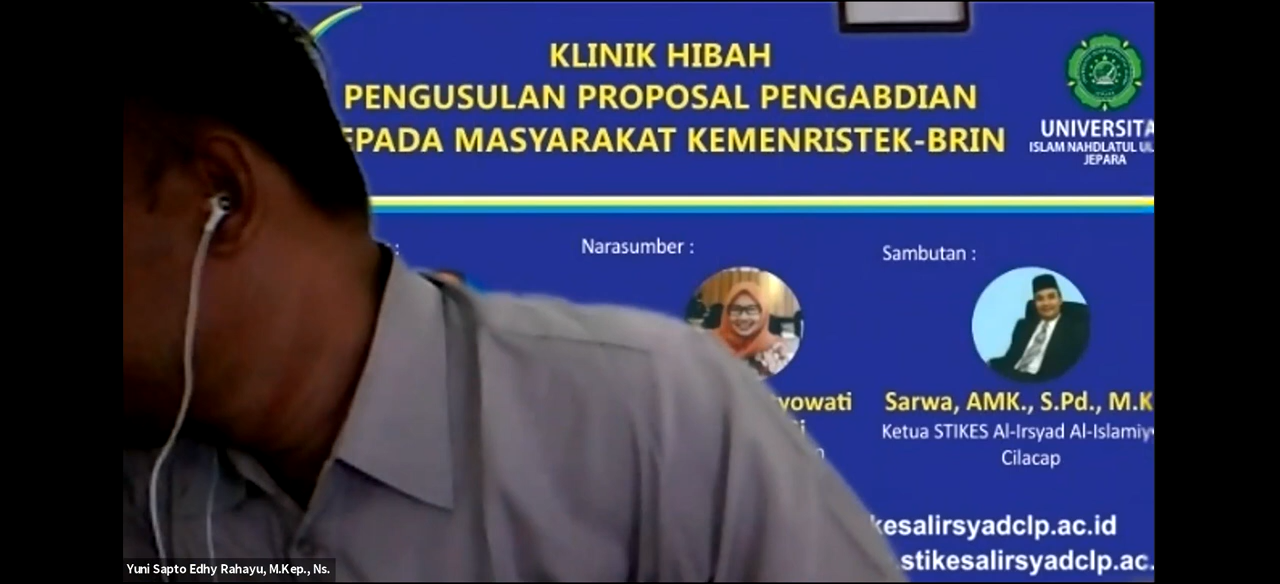 KLINIK HIBAH
PENGUSULAN PROPOSAL PENGABDIAN
EPADA MASYARAKAT KEMENRISTEK-BRIN
UNIVERSITA
ISLAM NAHDLATUL UL
JEPARA
Narasumber :
Sambutan :
yowati
Sarwa, AMK., S.Pd., M.K
Ketua STIKES Al-Irsyad Al-Islamiy
Cilacap
kesalirsyadclp.ac.id
stikesalirsyadclp.ac.
Yuni Sapto Edhy Rahayu, M.Kep., Ns.